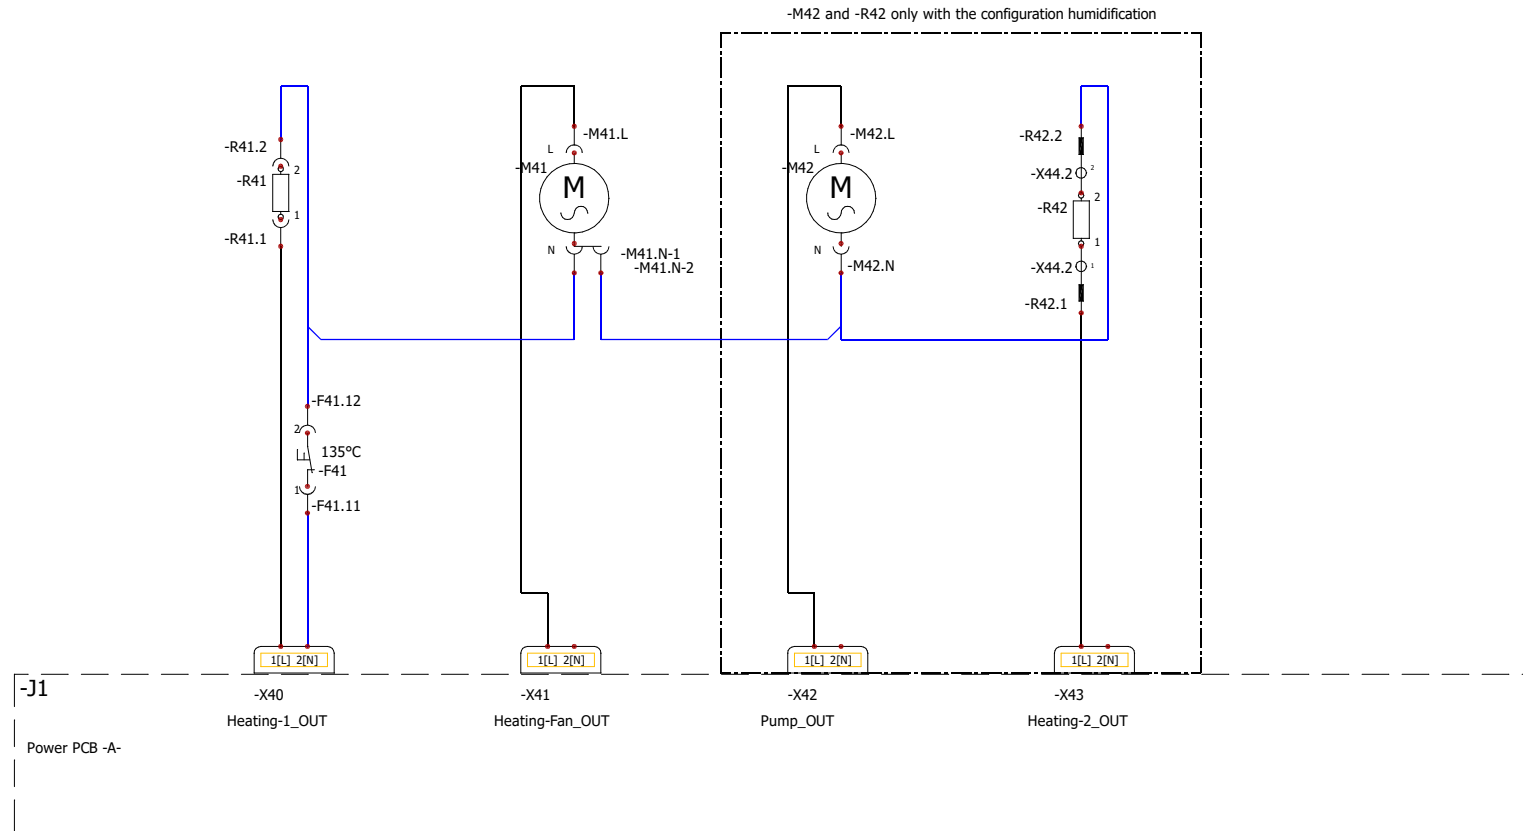 -M42 and -R42 only with the configuration humidification
-R41.2
2
-R41
1
-R41.1
-M41.L
L
-M41
M
N
-M41.N-1
-M41.N-2
-M42.L
L
-M42
M
N
-M42.N
-R42.2
-X44.2
2
2
-R42
1
-X44.2
1
-R42.1
-F41.12
2
135°C
-F41
1
-F41.11
1[L] 2[N]
1[L] 2[N]
1[L] 2[N]
1[L] 2[N]
-J1
-X40
-X41
-X42
-X43
Heating-1_OUT
Heating-Fan_OUT
Pump_OUT
Heating-2_OUT
Power PCB -A-